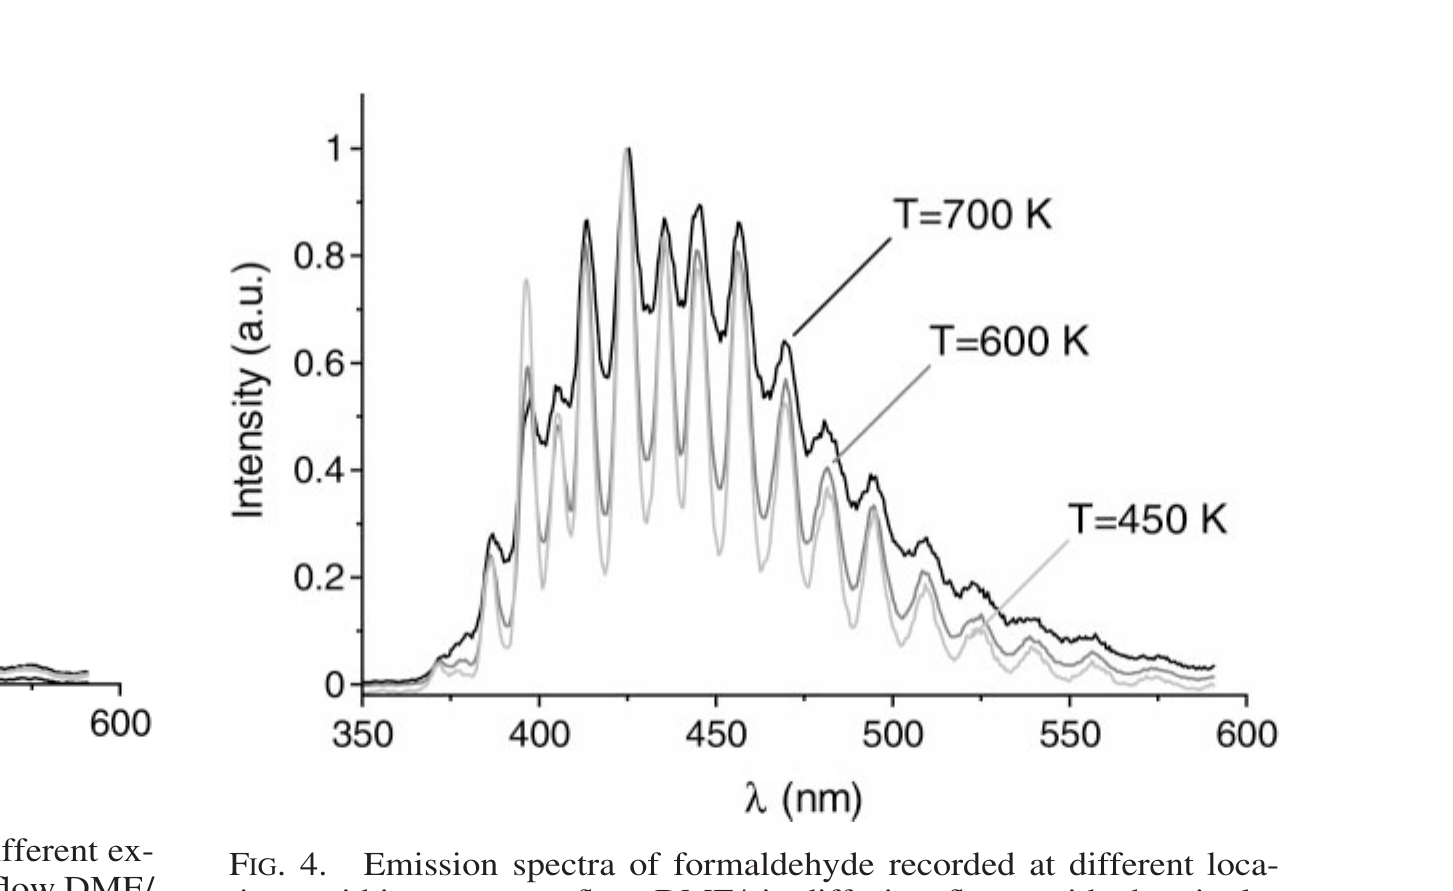 1
0.8
0.6
0.4
0.2
0
Intensity (a.u.)
T=700 K
T=600 K
T=450 K
600
350 400 450 500 550 600
λ (nm)
fferent ex-
FIG. 4. Emission spectra of formaldehyde recorded at different loca-